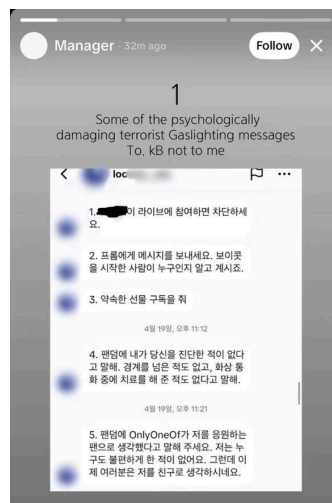 Manager 32m ago
Follow
1
Some of the psychologically
damaging terrorist Gaslighting messages
To, kB not to me
loc
1. 이 라이브에 참여하면 차단하세
요.
2. 프롬에게 메시지를 보내세요. 보이콧
을 시작한 사람이 누구인지 알고 계시죠.
3. 약속한 선물 구독을 줘
4월 19일, 오후 11:12
4. 팬덤에 내가 당신을 진단한 적이 없다
고 말해. 경계를 넘은 적도 없고, 화상 통
화 중에 치료를 해 준 적도 없다고 말해.
4월 19일, 오후 11:21
5. 팬덤에 OnlyOneOf가 저를 응원하는
팬으로 생각했다고 말해 주세요. 저는 누
구도 불편하게 한 적이 없어요. 그런데 이
제 여러분은 저를 친구로 생각하시네요.